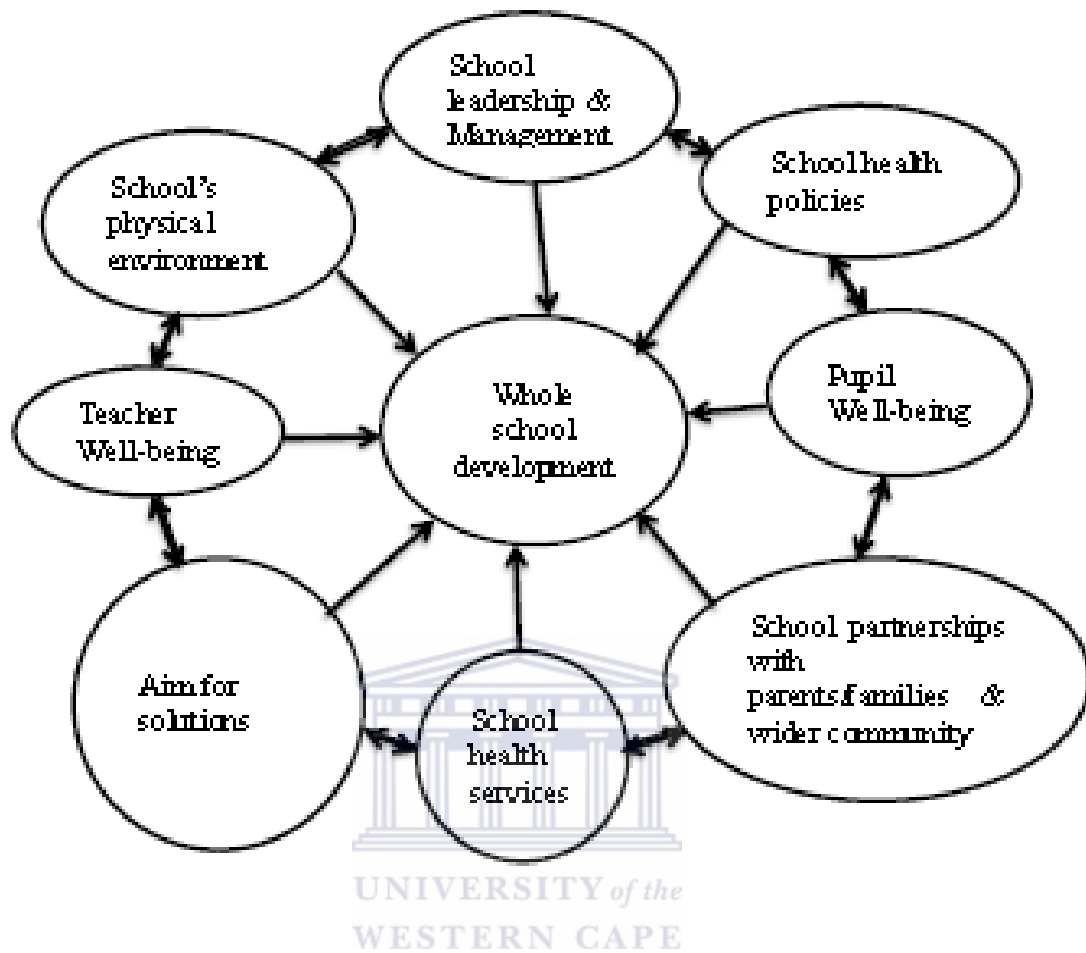 School
leadership &
Management
School health
policies
School's
physical
environment
Pupil
Well-being
Teacher
Well-being
Whole
school
development
School partnerships
with
parents/families &
wider community
Aim for
solutions
School
health
services
UNIVERSITY of the
WESTERN CAPE